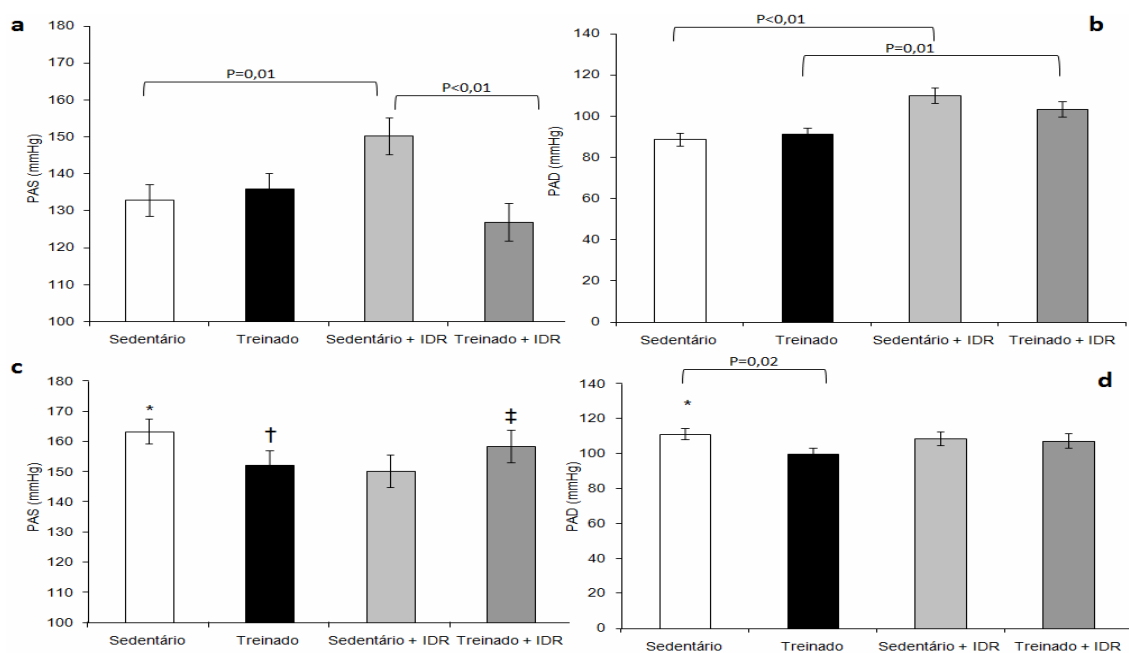 a
PAS (mmHg)
180
170
160
150
140
130
120
110
100
P=0,01
P<0,01
Sedentário Treinado Sedentário + IDR Treinado + IDR
b
PAD (mmHg)
140
120
100
80
60
40
20
0
P<0,01
P=0,01
Sedentário Treinado Sedentário + IDR Treinado + IDR
c
PAS (mmHg)
180
170
160
150
160
150
120
110
100
* † ‡
Sedentário Treinado Sedentário + IDR Treinado + IDR
d
PAD (mmHg)
140
120
100
80
60
40
20
0
P=0,02
*
Sedentário Treinado Sedentário + IDR Treinado + IDR